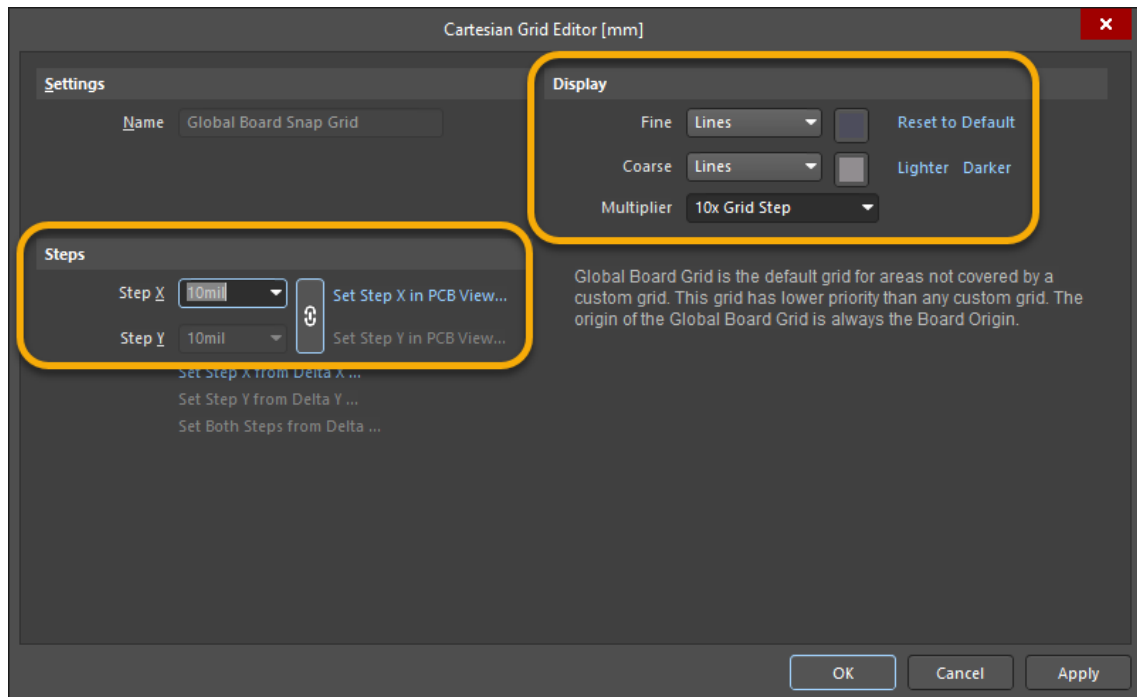 Cartesian Grid Editor [mm]
Settings
Name Global Board Snap Grid
Display
Fine Lines Reset to Default
Coarse Lines Lighter Darker
Multiplier 10x Grid Step
Steps
Step X 10mil Set Step X in PCB View...
Step Y 10mil Set Step Y in PCB View...
Set Step X from Delta X ...
Set Step Y from Delta Y ...
Set Both Steps from Delta ...
Global Board Grid is the default grid for areas not covered by a
custom grid. This grid has lower priority than any custom grid. The
origin of the Global Board Grid is always the Board Origin.
OK Cancel Apply